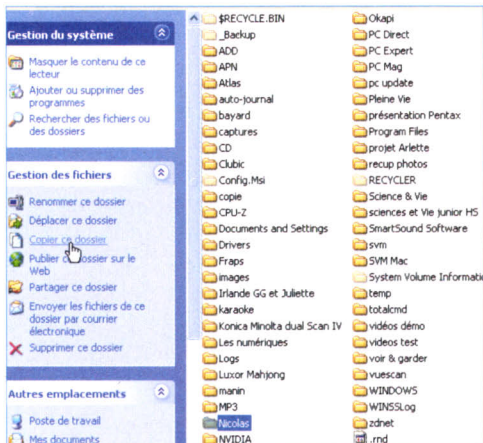 Gestion du système
Masquer le contenu de ce
lecteur
Ajouter ou supprimer des
programmes
Rechercher des fichiers ou
des dossiers
Gestion des fichiers
Renommer ce dossier
Déplacer ce dossier
Copier ce dossier
Publier ce dossier sur le
Web
Partager ce dossier
Envoyer les fichiers de ce
dossier par courrier
électronique
Supprimer ce dossier
Autres emplacements
Poste de travail
Mes documents
$RECYCLE.BIN
_Backup
ADD
APN
Atlas
auto-journal
bayard
captures
CD
Clubic
Config.Msi
copie
CPU-Z
Documents and Settings
Drivers
Fraps
images
Irlande GG et Juliette
karaoke
Konica Minolta dual Scan IV
Les numériques
Logs
Luxor Mahjong
manin
MP3
Nicolas
NVIDIA
Okapi
PC Direct
PC Expert
PC Mag
pc update
Pleine Vie
présentation Pentax
Program Files
projet Arlette
recup photos
RECYCLER
Science & Vie
sciences et Vie junior HS
SmartSound Software
svm
SVM Mac
System Volume Informati
temp
totalcmd
vidéos démo
videos test
voir & garder
vuescan
WINDOWS
WINSSLog
zdnet
.rnd